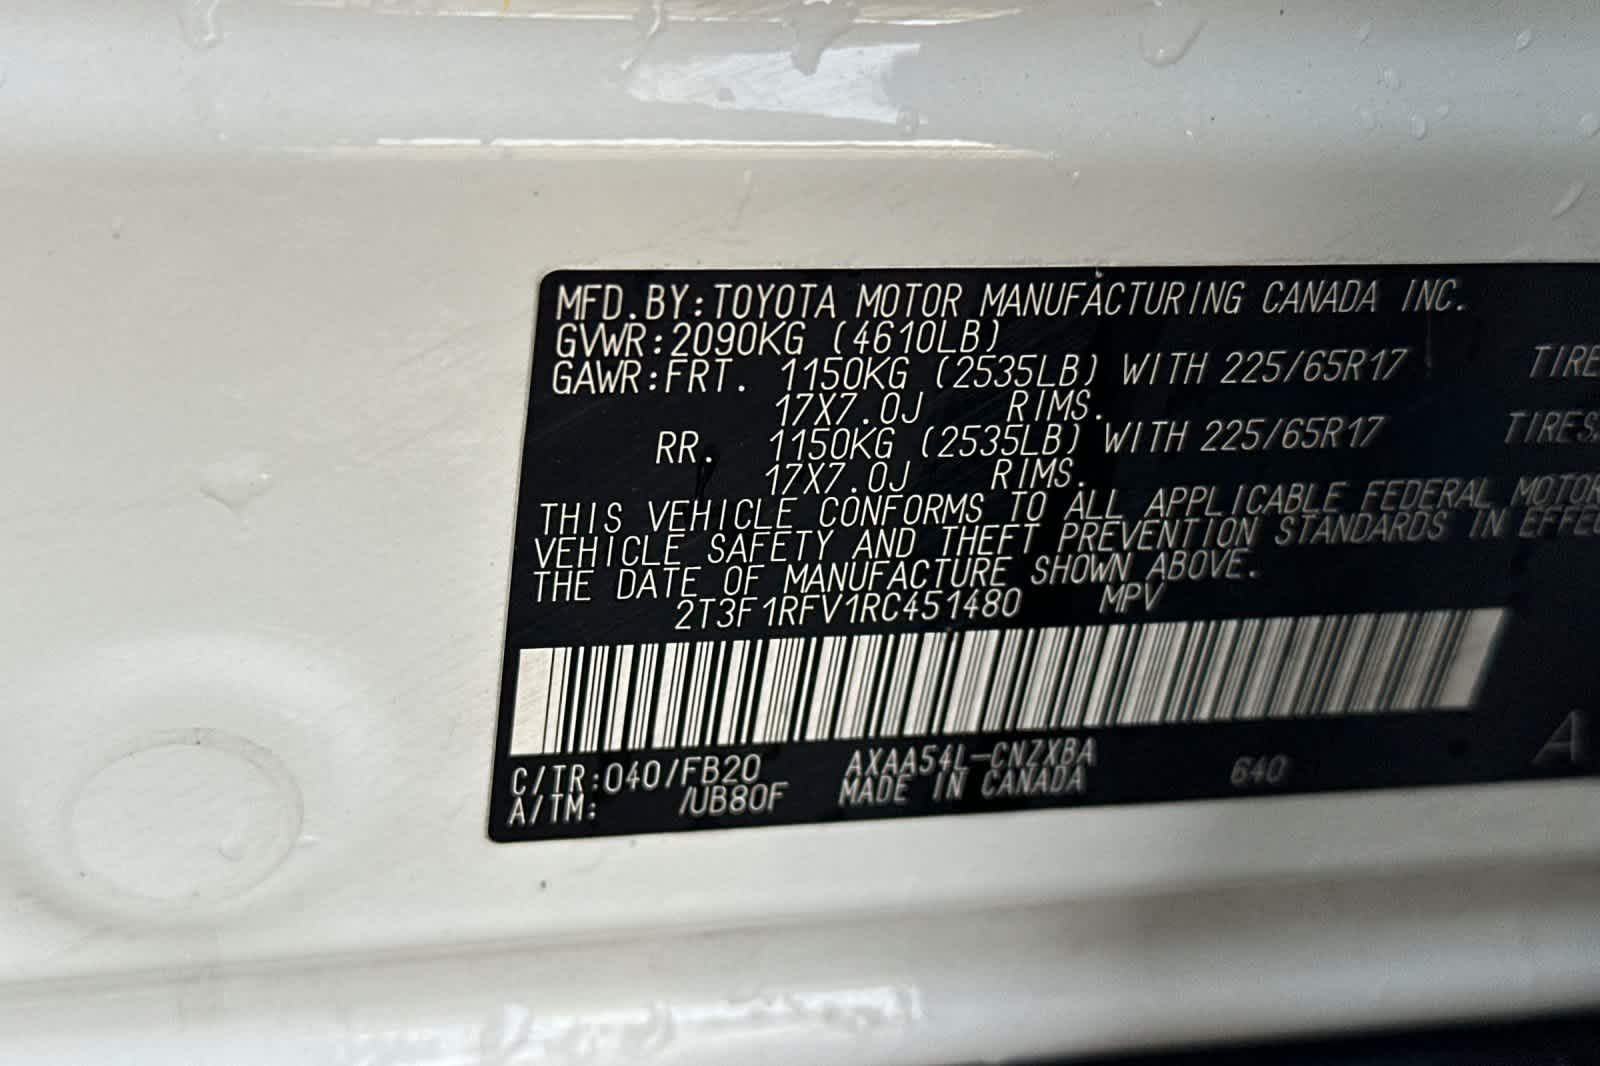 MFD.BY:TOYOTA MOTOR MANUFACTURING CANADA INC.
GVWR:2090KG (4610LB)
GAWR:FRT. 1150KG (2535LB) WITH 225/65R17 TIRE
17X7.0J RIMS.
RR. 1150KG (2535LB) WITH 225/65R17 TIRES,
17X7.0J RIMS.
THIS VEHICLE CONFORMS TO ALL APPLICABLE FEDERAL MOTOR
VEHICLE SAFETY AND THEFT PREVENTION STANDARDS IN EFFEC
THE DATE OF MANUFACTURE SHOWN ABOVE.
2T3F1RFV1RC451480 MPV
C/TR:040/FB20 AXAA54L-CNZXBA 640 A
A/TM: /UB80F MADE IN CANADA